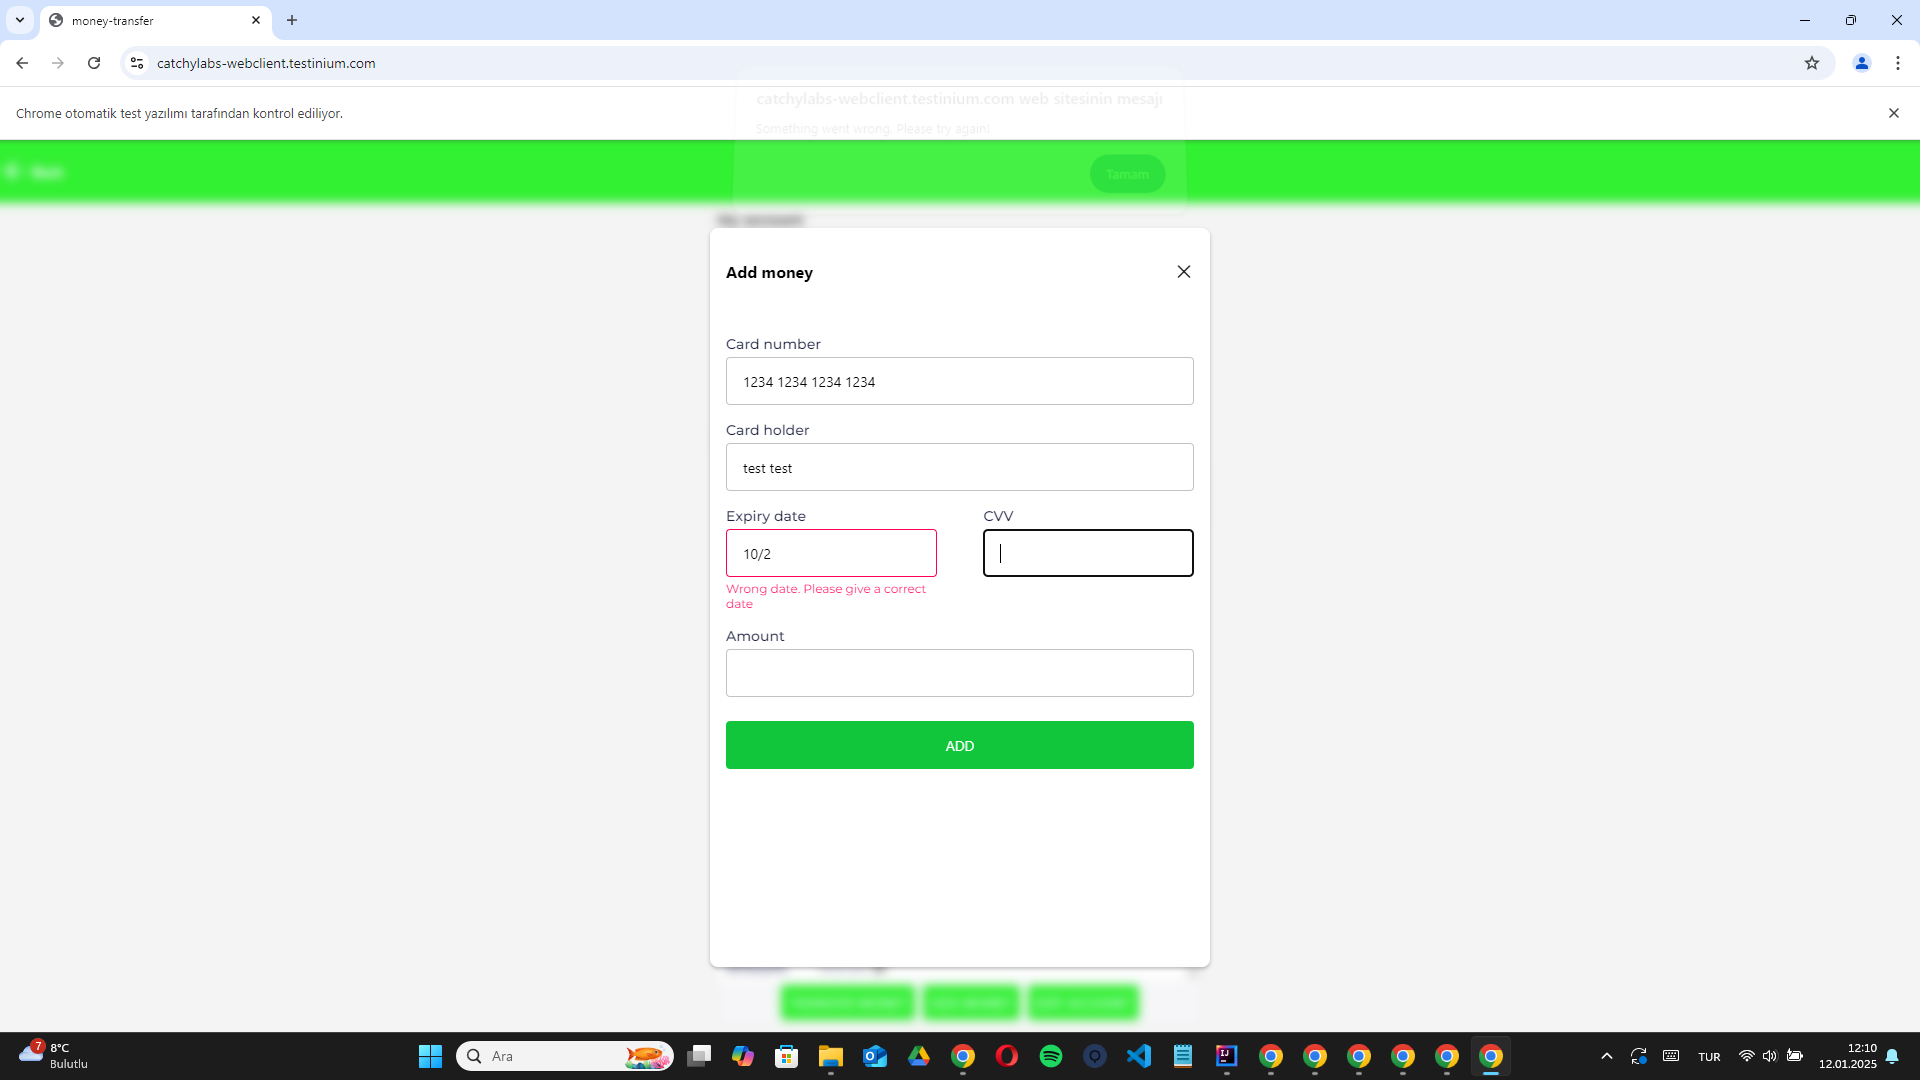 money-transfer
catchylabs-webclient.testinium.com
Chrome otomatik test yazılımı tarafından kontrol ediliyor.
catchylabs-webclient.testinium.com web sitesinin mesajı
Something went wrong. Please try again!
Tamam
My account
Add money
Card number
1234 1234 1234 1234
Card holder
test test
Expiry date
CVV
10/2
Wrong date. Please give a correct
date
Amount
ADD
7
8°C
Bulutlu
Ara
TUR
12:10
12.01.2025